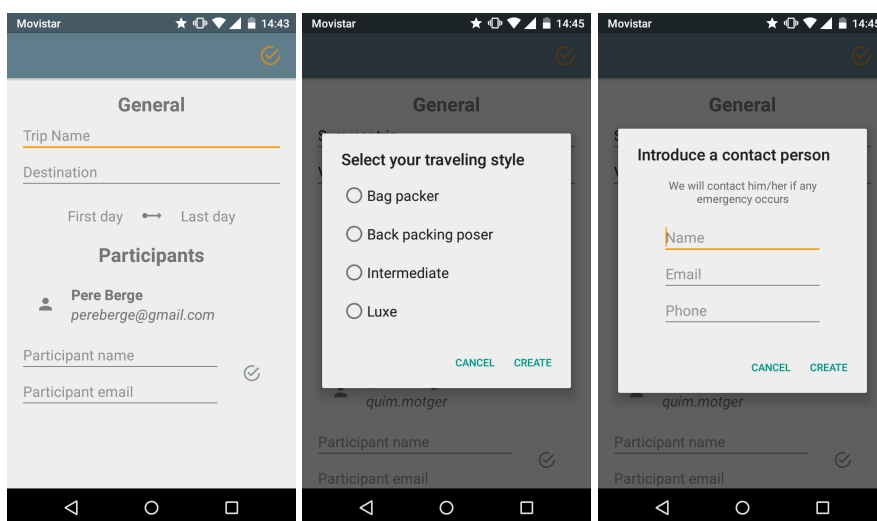 Movistar 14:43
General
Trip Name
Destination
First day Last day
Participants
Pere Berge
pereberge@gmail.com
Participant name
Participant email
Movistar 14:45
General
Select your traveling style
Bag packer
Back packing poser
Intermediate
Luxe
CANCEL CREATE
quim.motger
Participant name
Participant email
Movistar 14:45
General
Introduce a contact person
We will contact him/her if any
emergency occurs
Name
Email
Phone
CANCEL CREATE
quim.motger
Participant name
Participant email